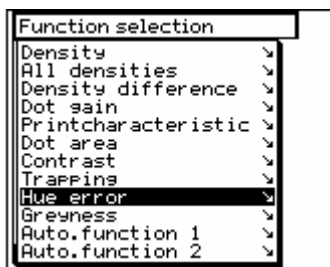 Function selection
Density
All densities
Density difference
Dot gain
Printcharacteristic
Dot area
Contrast
Trapping
Hue error
Greyness
Auto.function 1
Auto.function 2